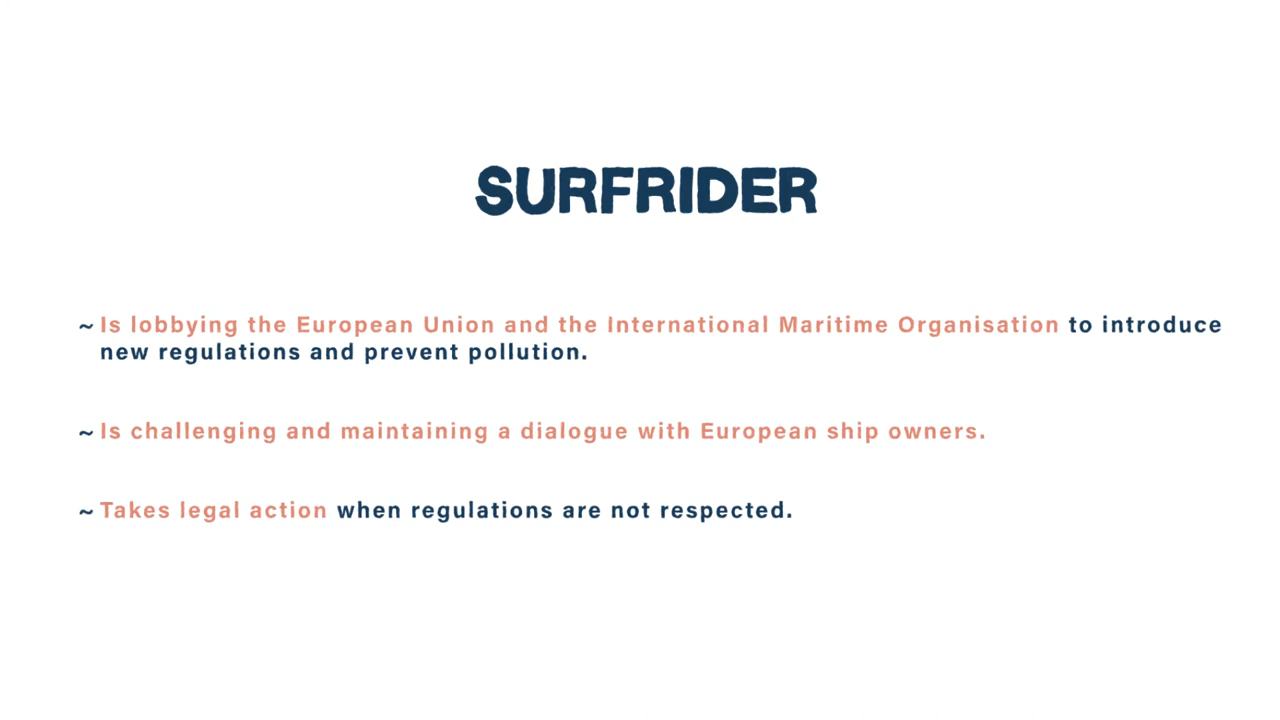 SURFRIDER
~ Is lobbying the European Union and the International Maritime Organisation to introduce
new regulations and prevent pollution.
~ Is challenging and maintaining a dialogue with European ship owners.
~ Takes legal action when regulations are not respected.